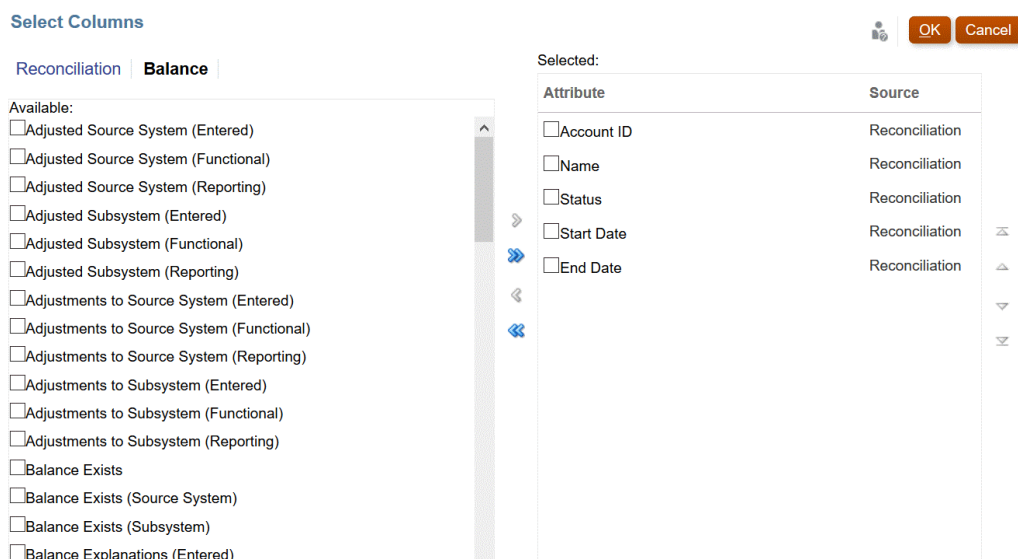 Select Columns
OK Cancel
Reconciliation Balance
Selected:
Attribute Source
Available:
Adjusted Source System (Entered)
Adjusted Source System (Functional)
Adjusted Source System (Reporting)
Adjusted Subsystem (Entered)
Adjusted Subsystem (Functional)
Adjusted Subsystem (Reporting)
Adjustments to Source System (Entered)
Adjustments to Source System (Functional)
Adjustments to Source System (Reporting)
Adjustments to Subsystem (Entered)
Adjustments to Subsystem (Functional)
Adjustments to Subsystem (Reporting)
Balance Exists
Balance Exists (Source System)
Balance Exists (Subsystem)
Balance Explanations (Entered)
Account ID Reconciliation
Name Reconciliation
Status Reconciliation
Start Date Reconciliation
End Date Reconciliation